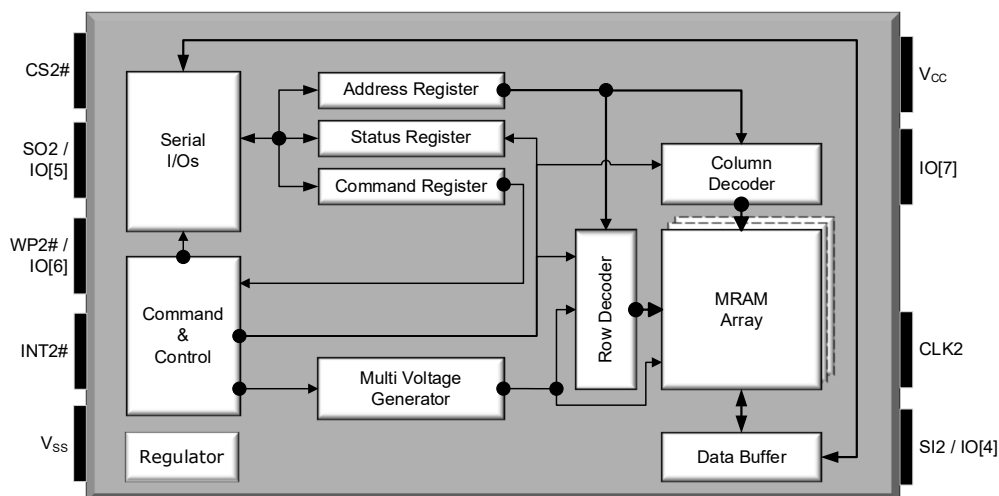 CS2#
SO2 /
IO[5]
WP2# /
IO[6]
INT2#
VSS
Serial
I/Os
Command
&
Control
Regulator
Address Register
Status Register
Command Register
Multi Voltage
Generator
Row Decoder
Column
Decoder
MRAM
Array
Data Buffer
VCC
IO[7]
CLK2
SI2 / IO[4]